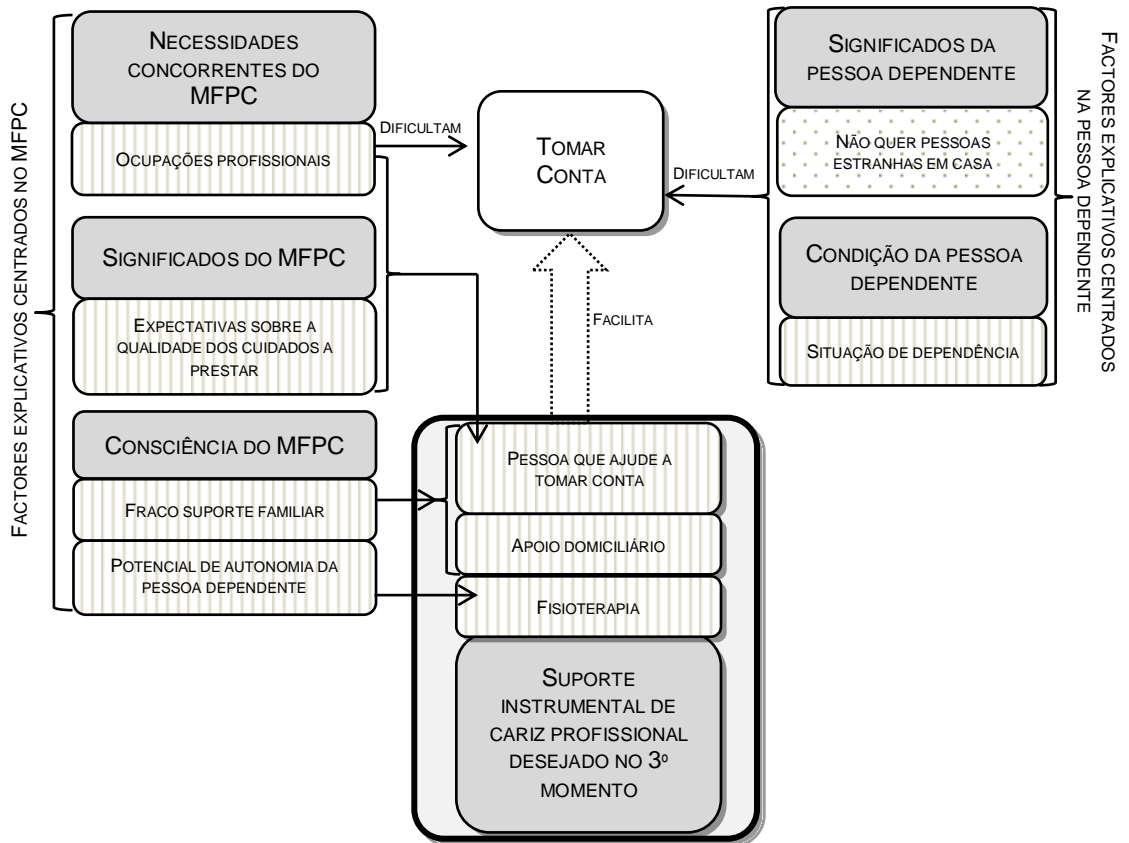 FACTORES EXPLICATIVOS CENTRADOS NO MFPC
NECESSIDADES
CONCORRENTES DO
MFPC
OCUPAÇÕES PROFISSIONAIS
SIGNIFICADOS DO MFPC
EXPECTATIVAS SOBRE A
QUALIDADE DOS CUIDADOS A
PRESTAR
CONSCIÊNCIA DO MFPC
FRACO SUPORTE FAMILIAR
POTENCIAL DE AUTONOMIA DA
PESSOA DEPENDENTE
DIFICULTAM
TOMAR
CONTA
DIFICULTAM
FACILITA
PESSOA QUE AJUDE A
TOMAR CONTA
APOIO DOMICILIÁRIO
FISIOTERAPIA
SUPORTE
INSTRUMENTAL DE
CARIZ PROFISSIONAL
DESEJADO NO 3º
MOMENTO
SIGNIFICADOS DA
PESSOA DEPENDENTE
NÃO QUER PESSOAS
ESTRANHAS EM CASA
CONDIÇÃO DA PESSOA
DEPENDENTE
SITUAÇÃO DE DEPENDÊNCIA
FACTORES EXPLICATIVOS CENTRADOS
NA PESSOA DEPENDENTE